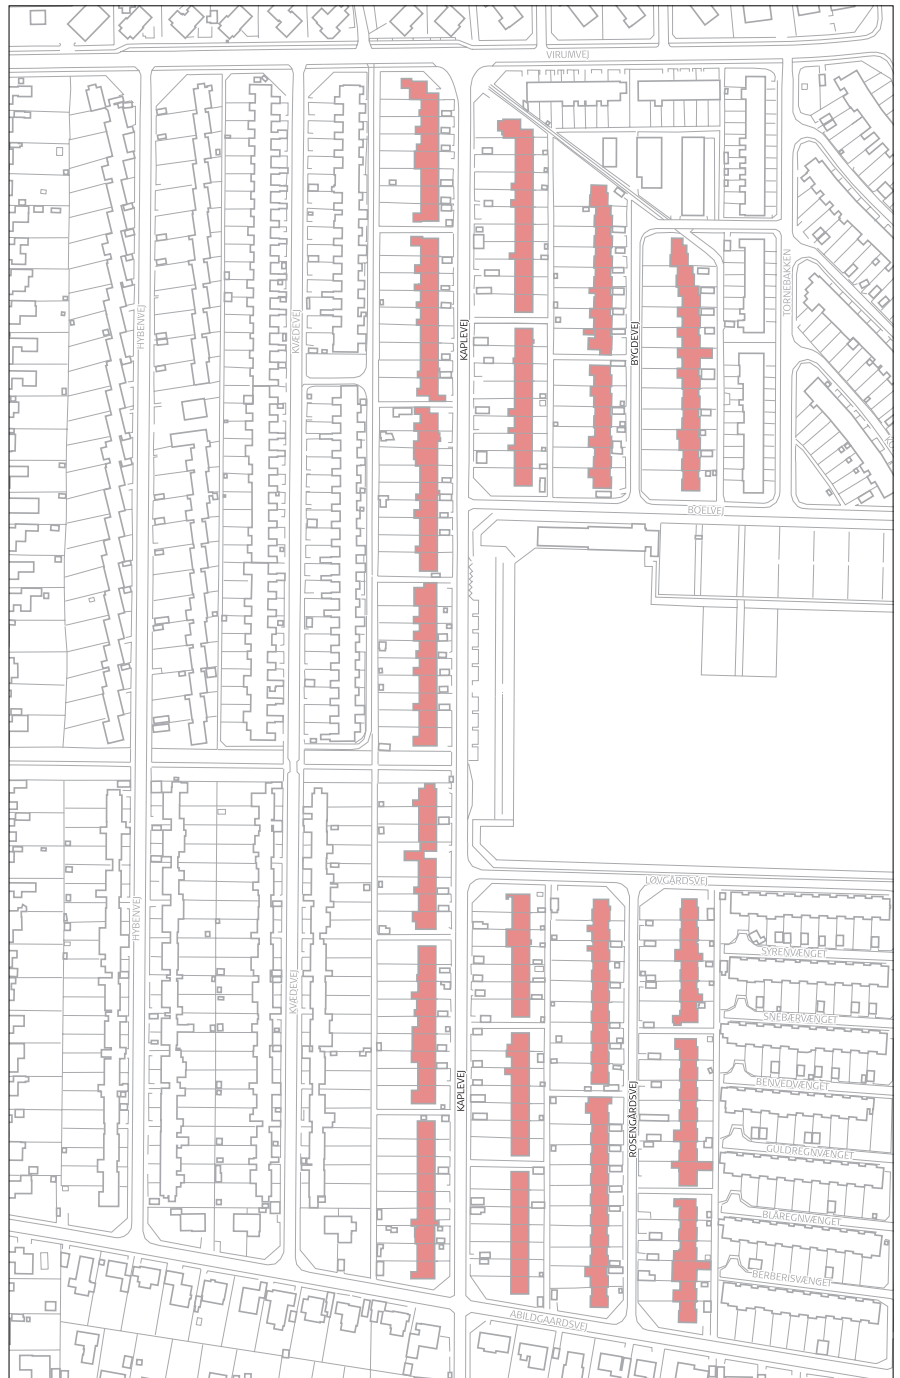 VIRUMVEJ
HYBENVEJ
KVÆDEVEJ
KAPLEVEJ
BYGDEVEJ
TORNEBAKKEN
BOELVEJ
LØVGÅRDSVEJ
HYBENVEJ
KVÆDEVEJ
KAPLEVEJ
ROSENGÅRDSVEJ
SYRENVÆNGET
SNEBÆRVÆNGET
BENVEDVÆNGET
GULDREGNVÆNGET
BLÅREGNVÆNGET
BERBERISVÆNGET
ABILDGAARDSVEJ